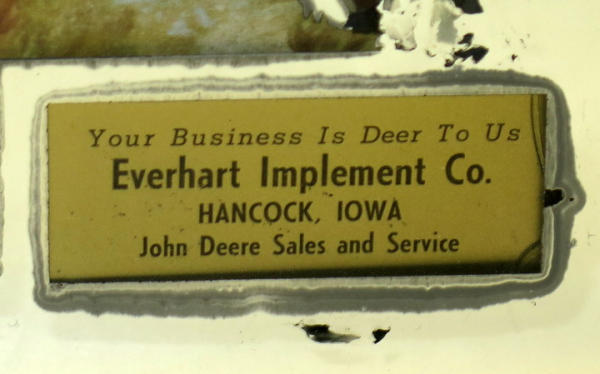 Your Business Is Deer To Us
Everhart Implement Co.
HANCOCK, IOWA
John Deere Sales and Service